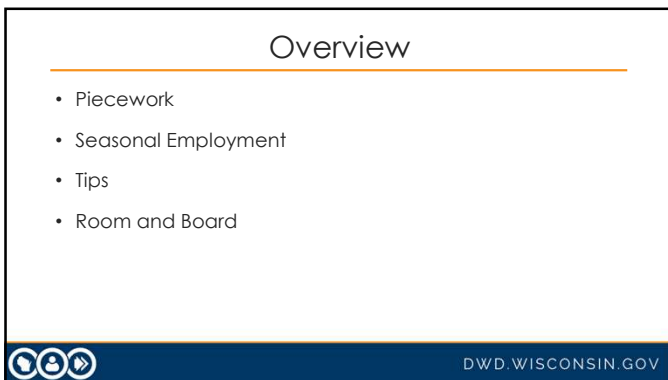 Overview
• Piecework
• Seasonal Employment
• Tips
• Room and Board
DWD.WISCONSIN.GOV